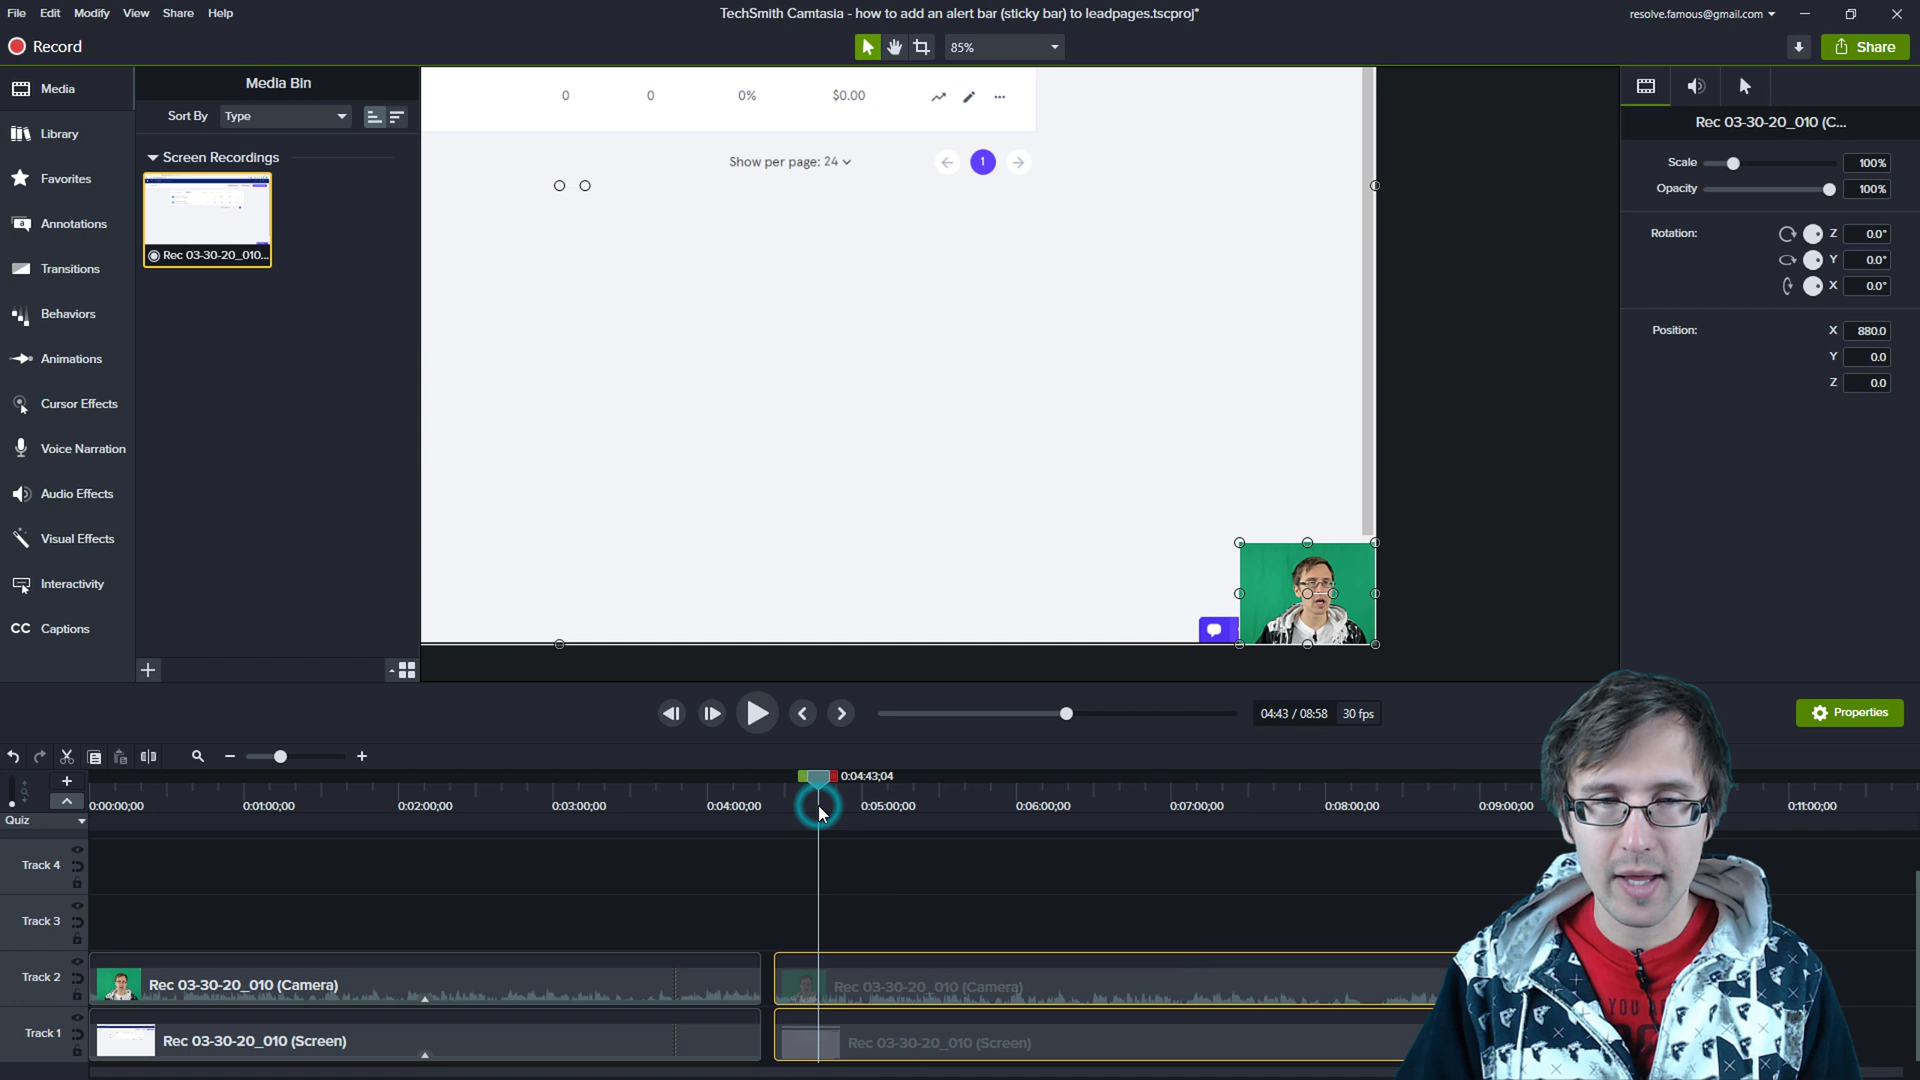 File Edit Modify View Share Help
TechSmith Camtasia - how to add an alert bar (sticky bar) to leadpages.tscproj*
resolve.famous@gmail.com
Record
85%
Share
Media
Library
Favorites
Annotations
Transitions
Behaviors
Animations
Cursor Effects
Voice Narration
Audio Effects
Visual Effects
Interactivity
CC Captions
Media Bin
Sort By Type
Screen Recordings
Rec 03-30-20_010...
0 0 0% $0.00
Show per page: 24
1
Rec 03-30-20_010 (C...
Scale 100%
Opacity 100%
Rotation: Z 0.0°
Y 0.0°
X 0.0°
Position: X 880.0
Y 0.0
Z 0.0
04:43 / 08:58 30 fps
Properties
0:04:43;04
0:00:00;00 0:01:00;00 0:02:00;00 0:03:00;00 0:04:00;00 0:05:00;00 0:06:00;00 0:07:00;00 0:08:00;00 0:09:00;00 0:11:00;00
Quiz
Track 4
Track 3
Track 2
Rec 03-30-20_010 (Camera)
Rec 03-30-20_010 (Camera)
Track 1
Rec 03-30-20_010 (Screen)
Rec 03-30-20_010 (Screen)